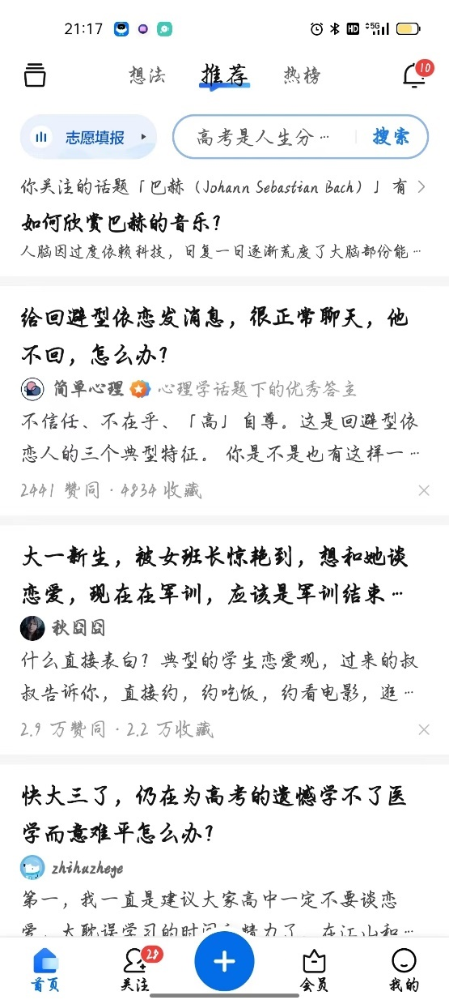 21:17
HD 5G
想法 推荐 热榜 10
志愿填报 高考是人生分… 搜索
你关注的话题「巴赫（Johann Sebastian Bach）」有
如何欣赏巴赫的音乐？
人脑因过度依赖科技，日复一日逐渐荒废了大脑部份能…
给回避型依恋发消息，很正常聊天，他
不回，怎么办？
简单心理 心理学话题下的优秀答主
不信任、不在乎、「高」自尊。这是回避型依
恋人的三个典型特征。 你是不是也有这样一…
2441 赞同 · 4834 收藏
大一新生，被女班长惊艳到，想和她谈
恋爱，现在在军训，应该是军训结束…
秋囧囧
什么直接表白？典型的学生恋爱观，过来的叔
叔告诉你，直接约，约吃饭，约看电影，逛…
2.9 万赞同 · 2.2 万收藏
快大三了，仍在为高考的遗憾学不了医
学而意难平怎么办？
zhihuzheye
第一，我一直是建议大家高中一定不要谈恋
爱，太耽误学习的时间和精力了，在江山和…
28
首页 关注 会员 我的